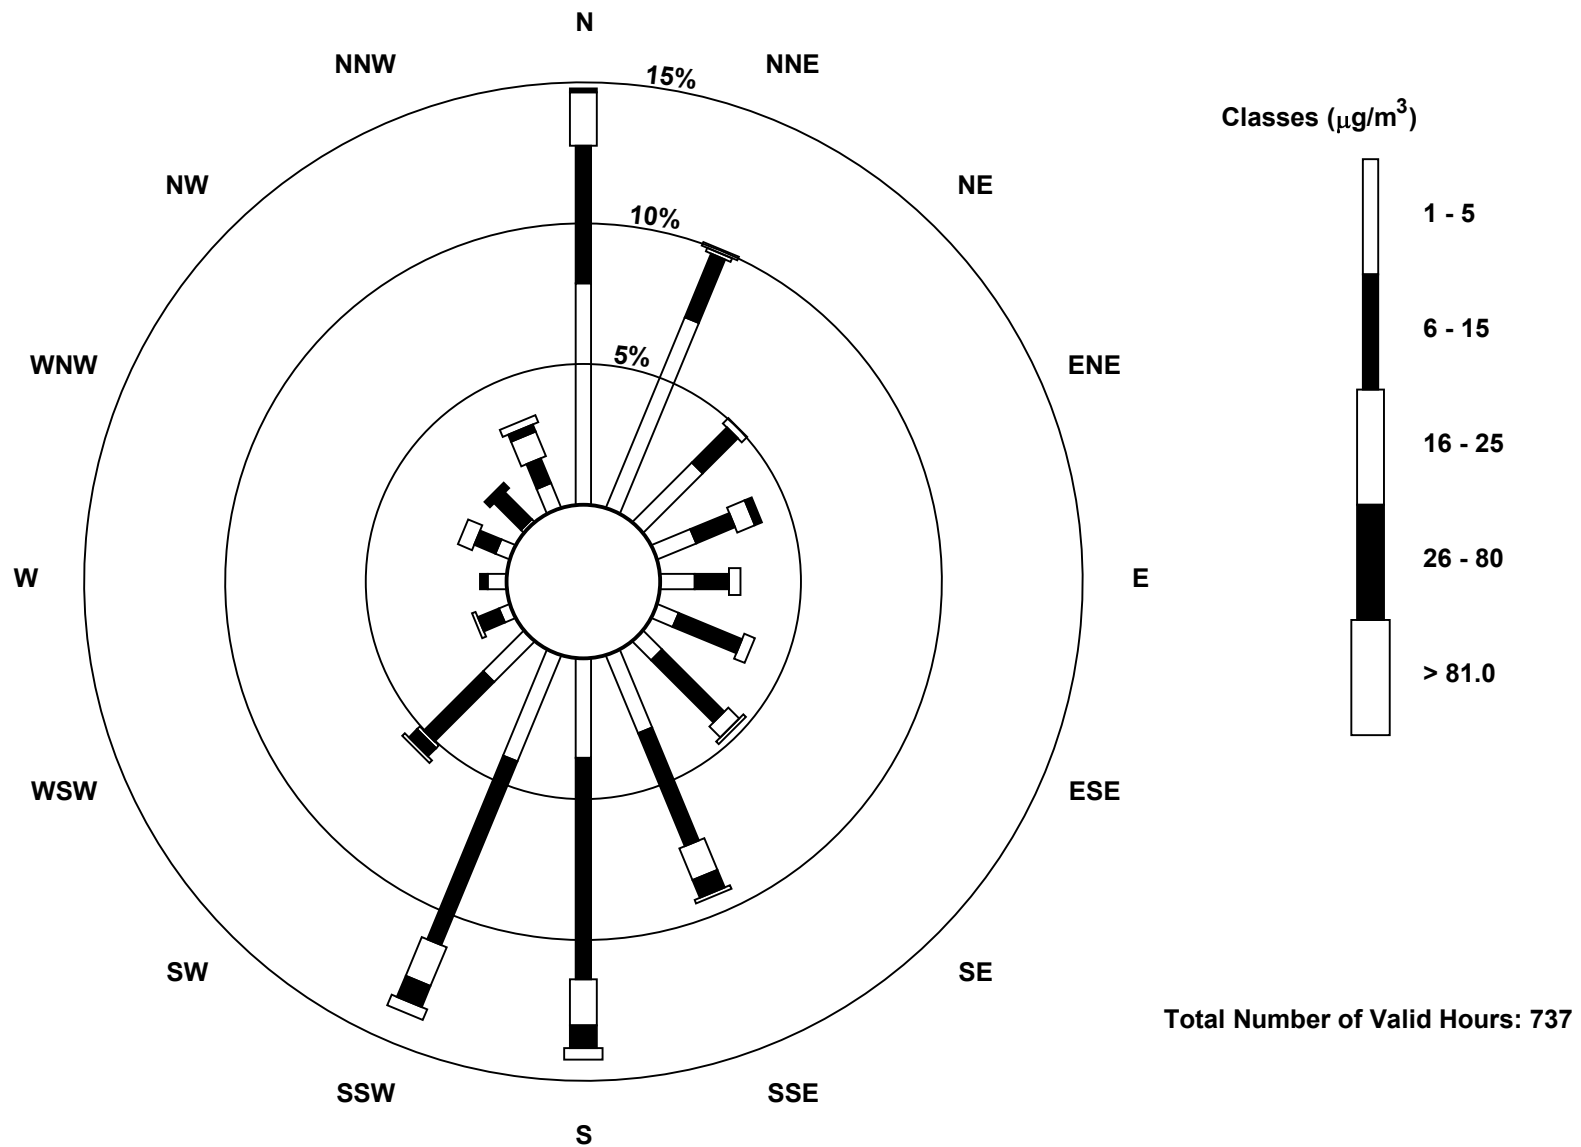 N
NNW
NNE
15%
Classes (μg/m³)
NW
NE
1 - 5
10%
6 - 15
WNW
5%
ENE
16 - 25
26 - 80
W
E
> 81.0
WSW
ESE
SW
SE
Total Number of Valid Hours: 737
SSW
SSE
S